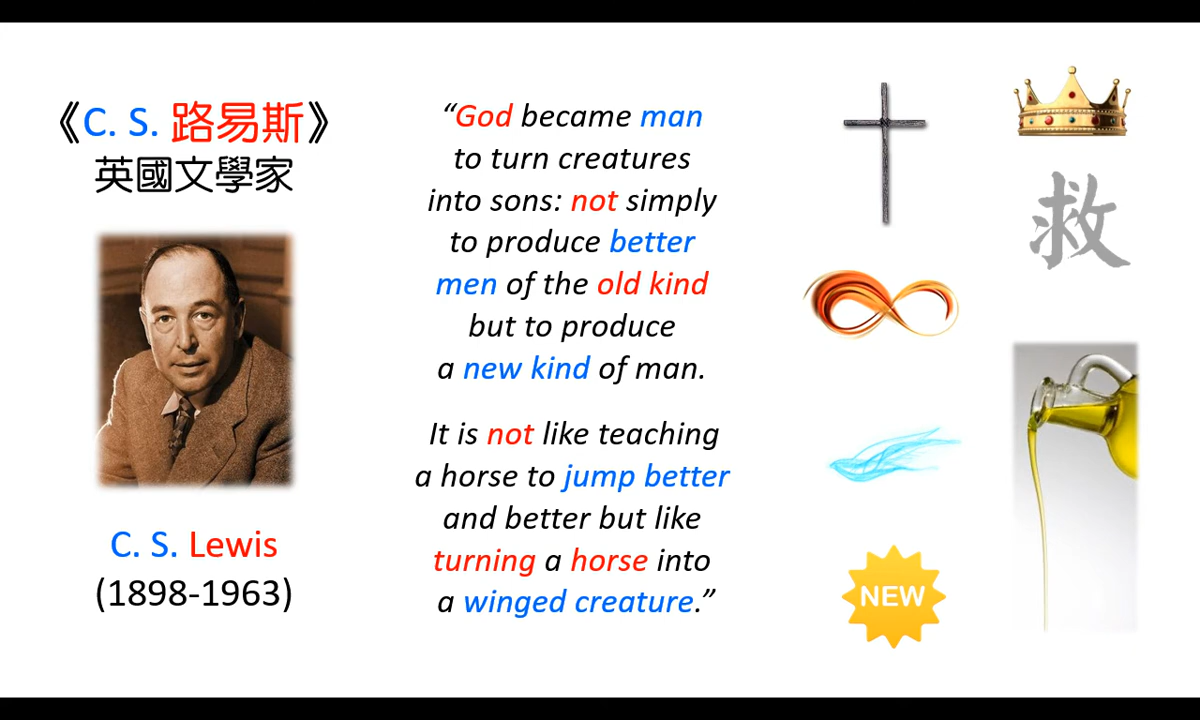 《C. S. 路易斯》
英國文學家
C. S. Lewis
(1898-1963)
“God became man
to turn creatures
into sons: not simply
to produce better
men of the old kind
but to produce
a new kind of man.
It is not like teaching
a horse to jump better
and better but like
turning a horse into
a winged creature.”
救
NEW